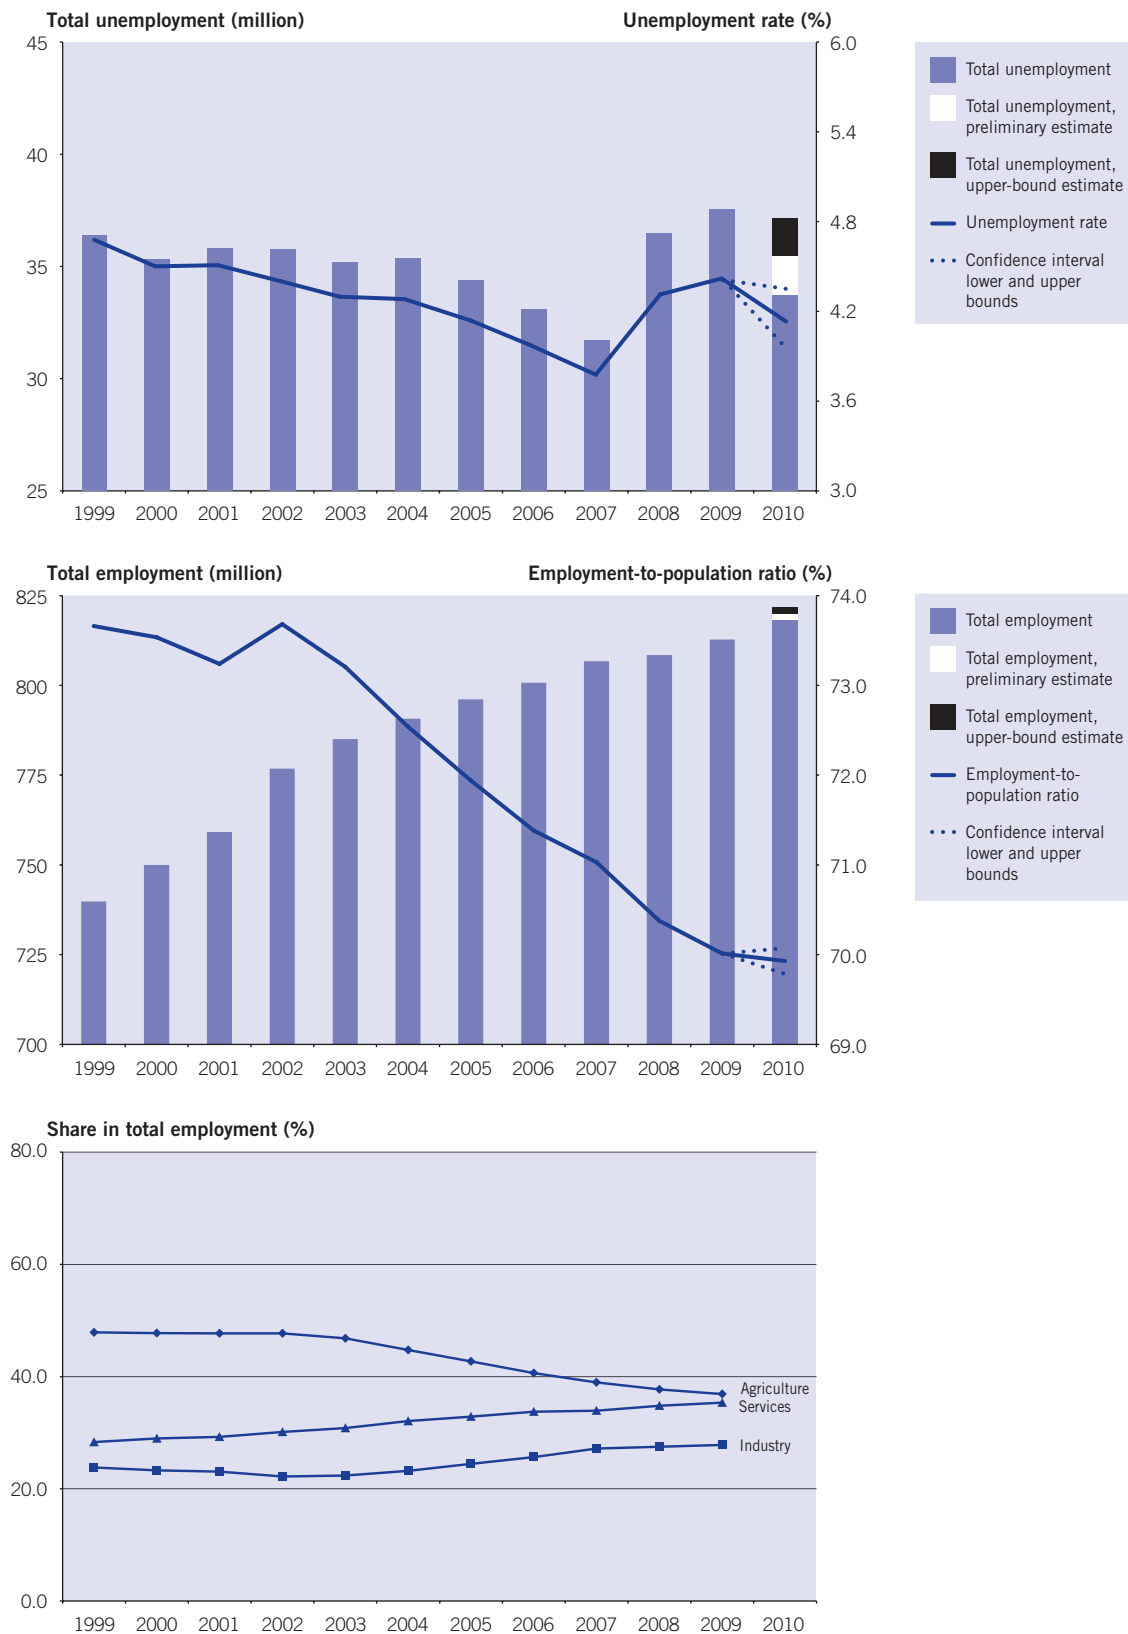 Total unemployment (million)
Unemployment rate (%)
45
40
35
30
25
6.0
5.4
4.8
4.2
3.6
3.0
1999 2000 2001 2002 2003 2004 2005 2006 2007 2008 2009 2010
Total unemployment
Total unemployment,
preliminary estimate
Total unemployment,
upper-bound estimate
Unemployment rate
Confidence interval
lower and upper
bounds
Total employment (million)
Employment-to-population ratio (%)
825
800
775
750
725
700
74.0
73.0
72.0
71.0
70.0
69.0
1999 2000 2001 2002 2003 2004 2005 2006 2007 2008 2009 2010
Total employment
Total employment,
preliminary estimate
Total employment,
upper-bound estimate
Employment-to-
population ratio
Confidence interval
lower and upper
bounds
Share in total employment (%)
80.0
60.0
40.0
20.0
0.0
Agriculture
Services
Industry
1999 2000 2001 2002 2003 2004 2005 2006 2007 2008 2009 2010